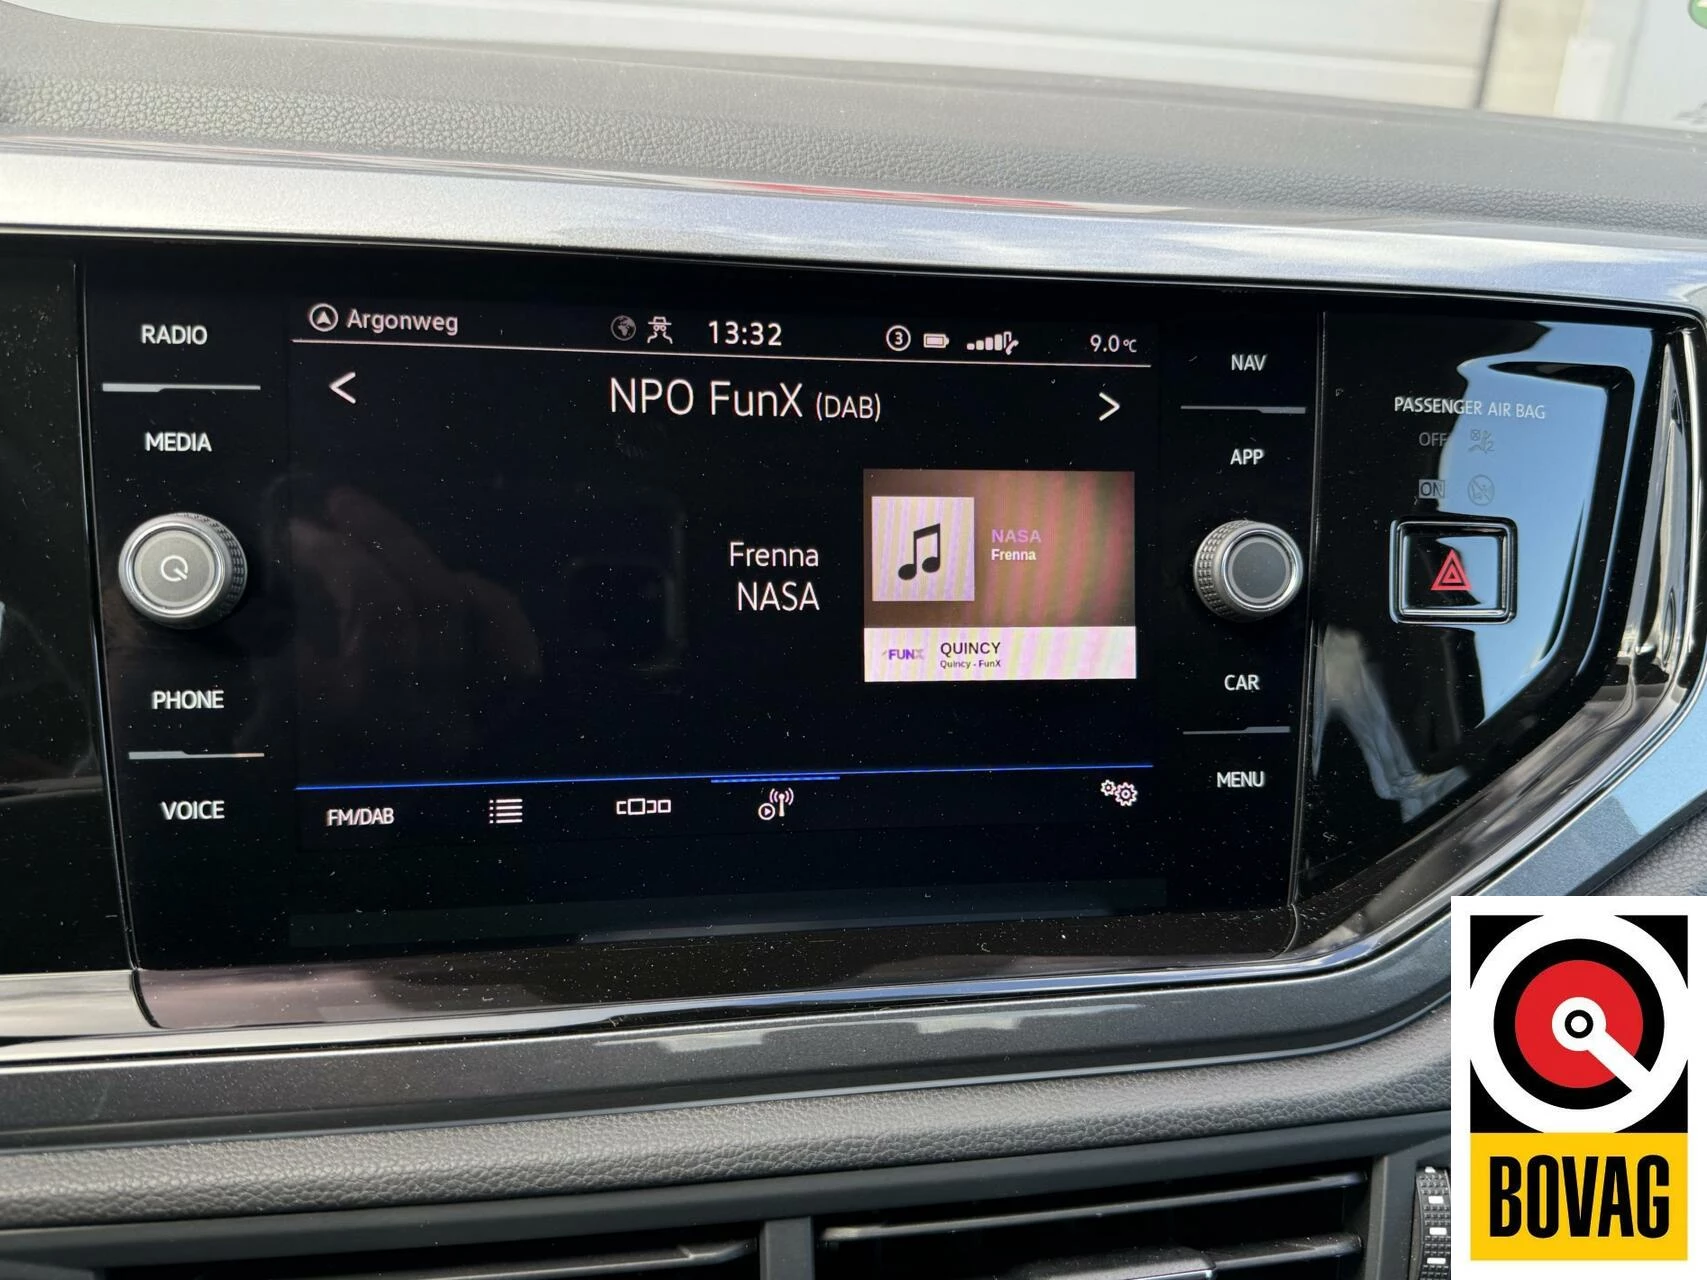 Argonweg 13:32 3 9.0 °C
RADIO
MEDIA
PHONE
VOICE
< NPO FunX (DAB) >
Frenna
NASA
NASA
Frenna
FUNX
QUINCY
Quincy - FunX
FM/DAB
NAV
APP
CAR
MENU
PASSENGER AIR BAG
OFF
ON
BOVAG